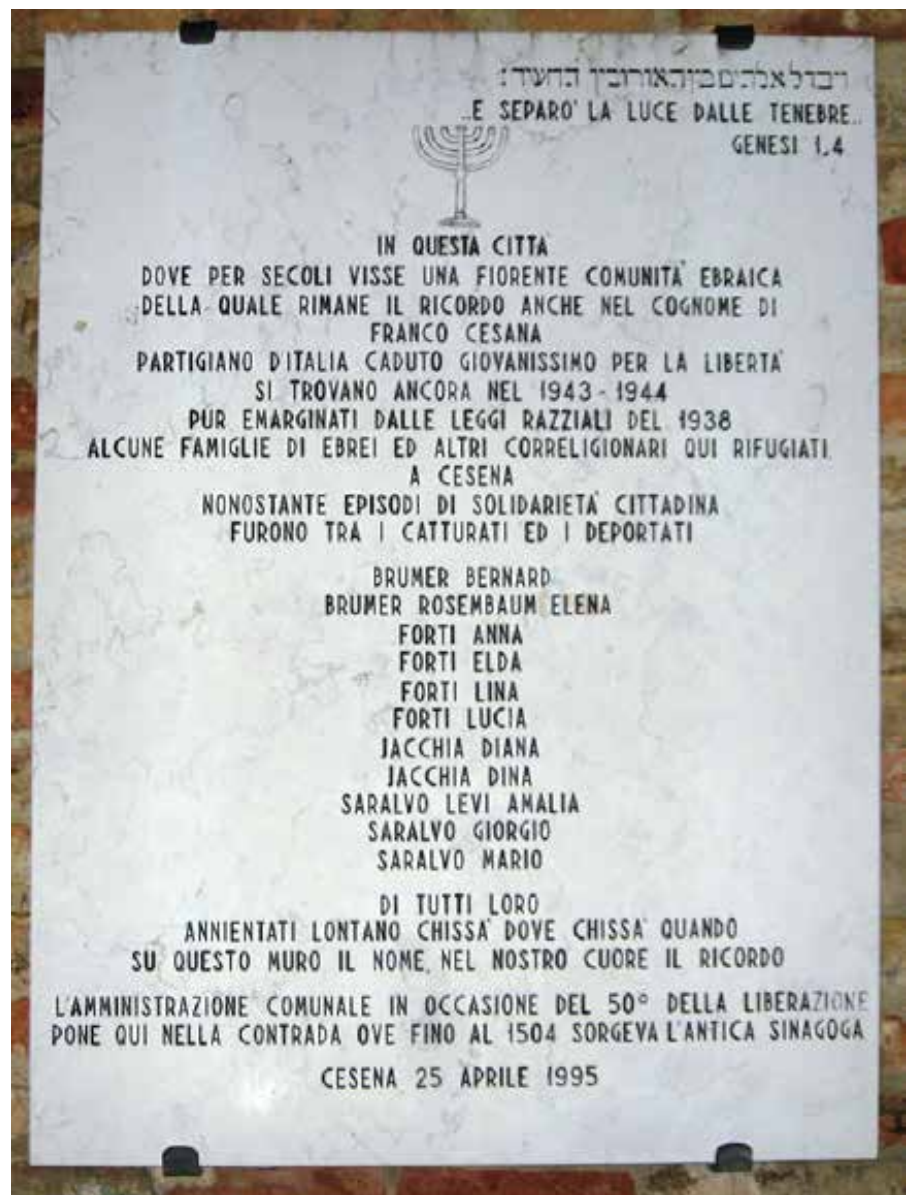 ויבדל אלהים בין האור ובין החשך:
..E SEPARO' LA LUCE DALLE TENEBRE..
GENESI 1,4
IN QUESTA CITTA'
DOVE PER SECOLI VISSE UNA FIORENTE COMUNITA' EBRAICA
DELLA QUALE RIMANE IL RICORDO ANCHE NEL COGNOME DI
FRANCO CESANA
PARTIGIANO D'ITALIA CADUTO GIOVANISSIMO PER LA LIBERTA'
SI TROVANO ANCORA NEL 1943-1944
PUR EMARGINATI DALLE LEGGI RAZZIALI DEL 1938
ALCUNE FAMIGLIE DI EBREI ED ALTRI CORRELIGIONARI QUI RIFUGIATI.
A CESENA
NONOSTANTE EPISODI DI SOLIDARIETA' CITTADINA
FURONO TRA I CATTURATI ED I DEPORTATI
BRUMER BERNARD
BRUMER ROSEMBAUM ELENA
FORTI ANNA
FORTI ELDA
FORTI LINA
FORTI LUCIA
JACCHIA DIANA
JACCHIA DINA
SARALVO LEVI AMALIA
SARALVO GIORGIO
SARALVO MARIO
DI TUTTI LORO
ANNIENTATI LONTANO CHISSA' DOVE CHISSA' QUANDO
SU QUESTO MURO IL NOME, NEL NOSTRO CUORE IL RICORDO
L'AMMINISTRAZIONE COMUNALE IN OCCASIONE DEL 50° DELLA LIBERAZIONE
PONE QUI NELLA CONTRADA OVE FINO AL 1504 SORGEVA L'ANTICA SINAGOGA
CESENA 25 APRILE 1995